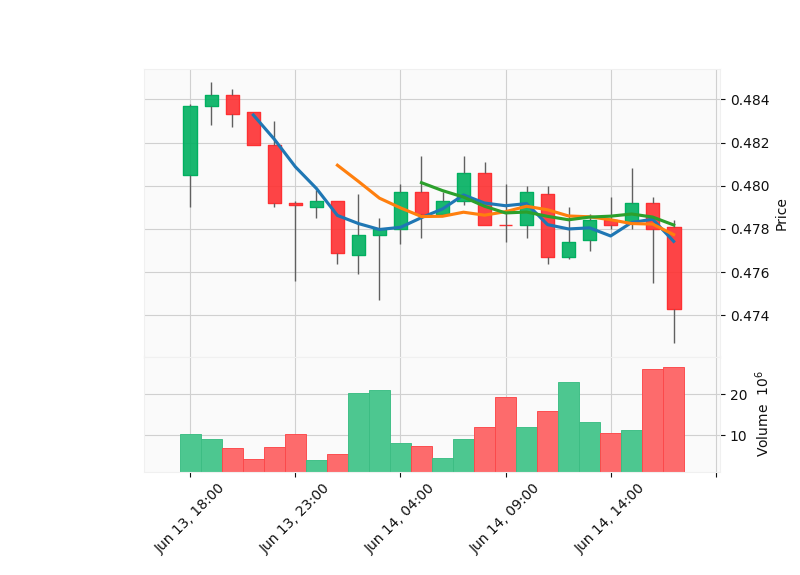 0.484
0.482
0.480
0.478
0.476
0.474
Price
20
10
Volume 10^6
Jun 13, 18:00
Jun 13, 23:00
Jun 14, 04:00
Jun 14, 09:00
Jun 14, 14:00